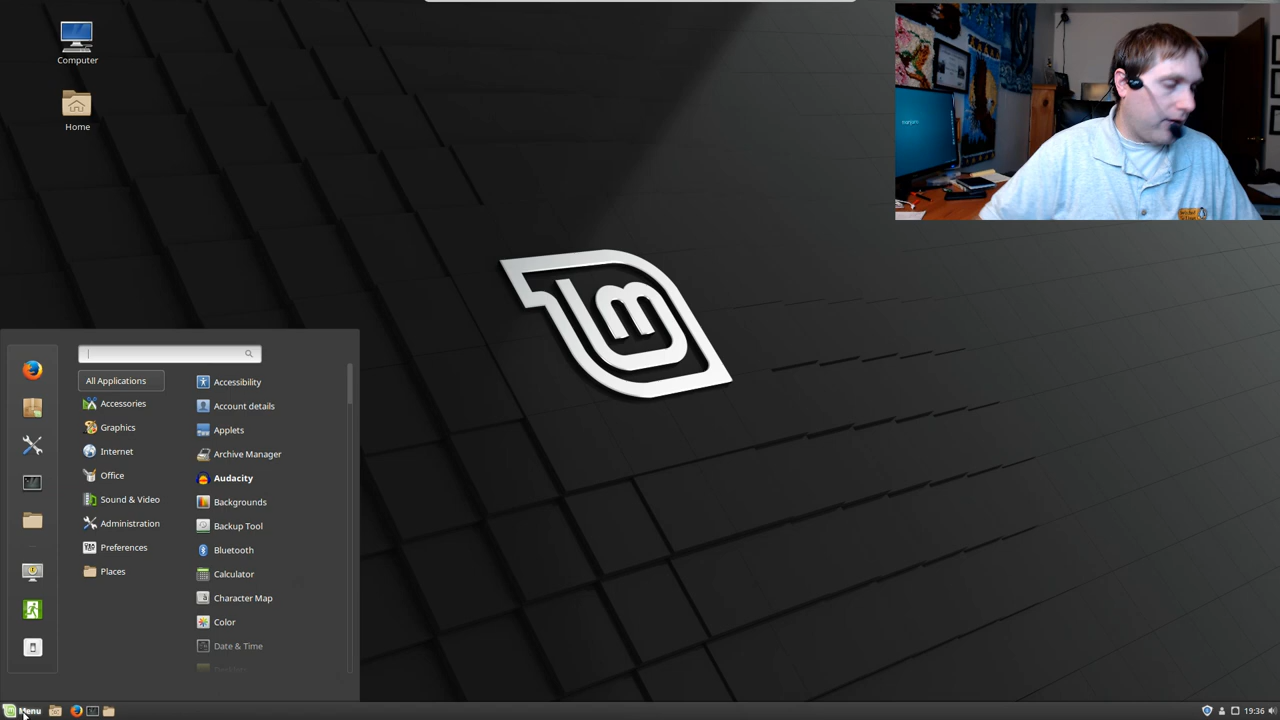 Computer
Home
All Applications
Accessories
Graphics
Internet
Office
Sound & Video
Administration
Preferences
Places
Accessibility
Account details
Applets
Archive Manager
Audacity
Backgrounds
Backup Tool
Bluetooth
Calculator
Character Map
Color
Date & Time
Desktop
Menu
19:36